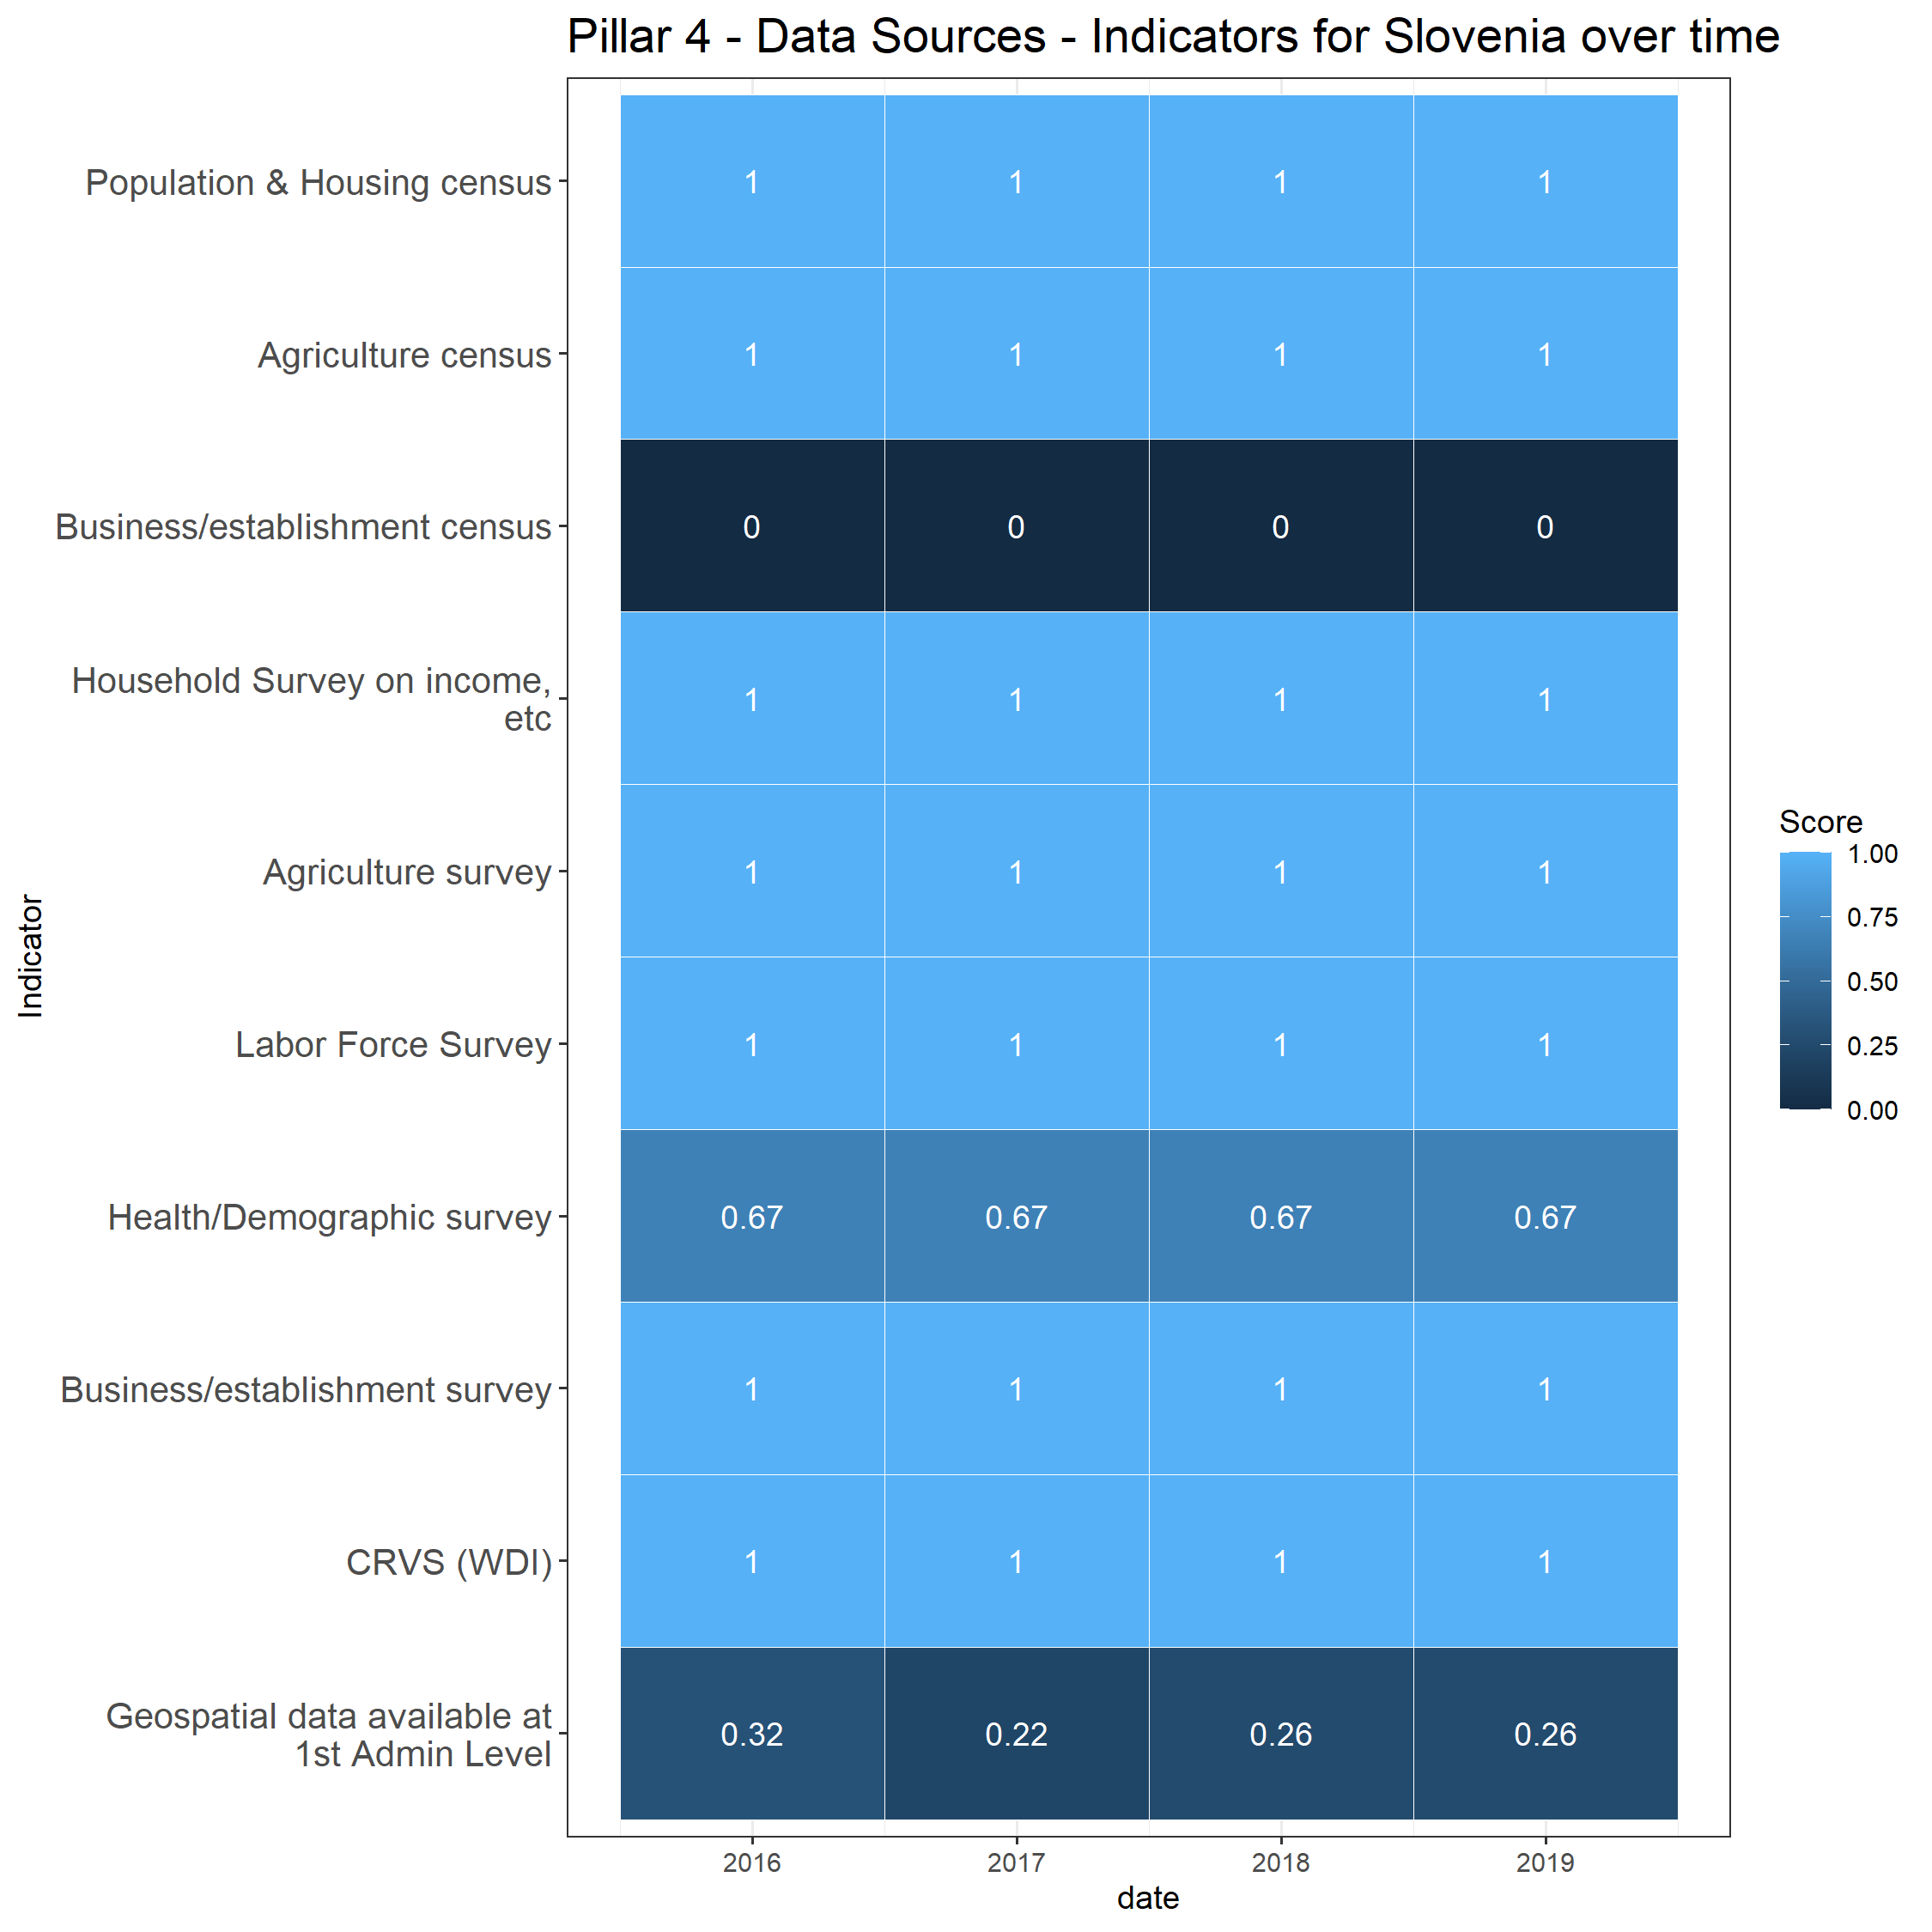 Pillar 4 - Data Sources - Indicators for Slovenia over time
Population & Housing census
1 1 1 1
Agriculture census
1 1 1 1
Business/establishment census
0 0 0 0
Household Survey on income,
etc
1 1 1 1
Agriculture survey
1 1 1 1
Labor Force Survey
1 1 1 1
Health/Demographic survey
0.67 0.67 0.67 0.67
Business/establishment survey
1 1 1 1
CRVS (WDI)
1 1 1 1
Geospatial data available at
1st Admin Level
0.32 0.22 0.26 0.26
2016 2017 2018 2019
date
Indicator
Score
1.00
0.75
0.50
0.25
0.00